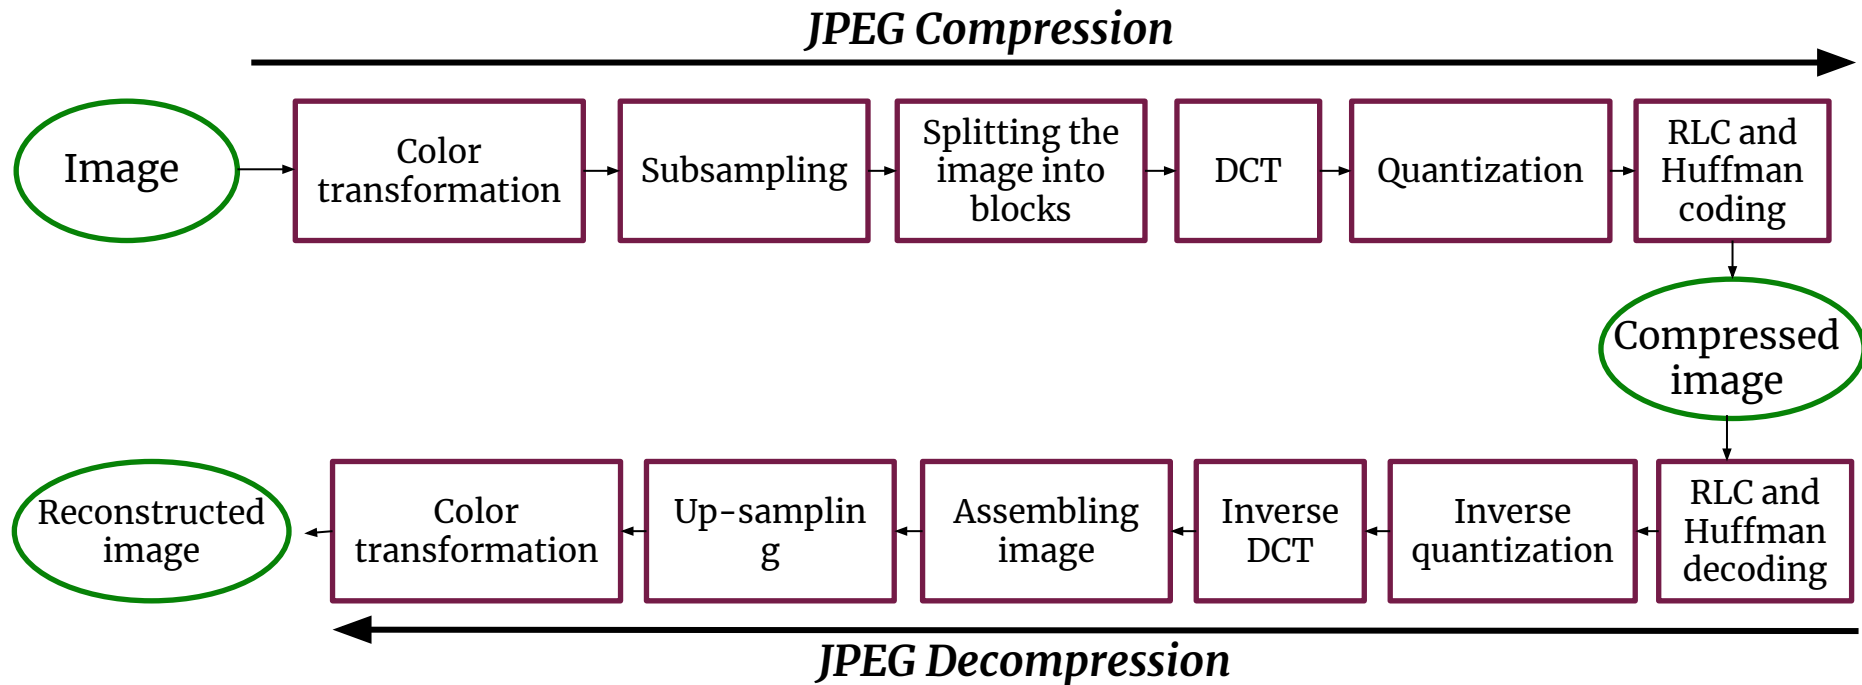 JPEG Compression
Image
Color
transformation
Subsampling
Splitting the
image into
blocks
DCT
Quantization
RLC and
Huffman
coding
Compressed
image
Reconstructed
image
Color
transformation
Up-samplin
g
Assembling
image
Inverse
DCT
Inverse
quantization
RLC and
Huffman
decoding
JPEG Decompression